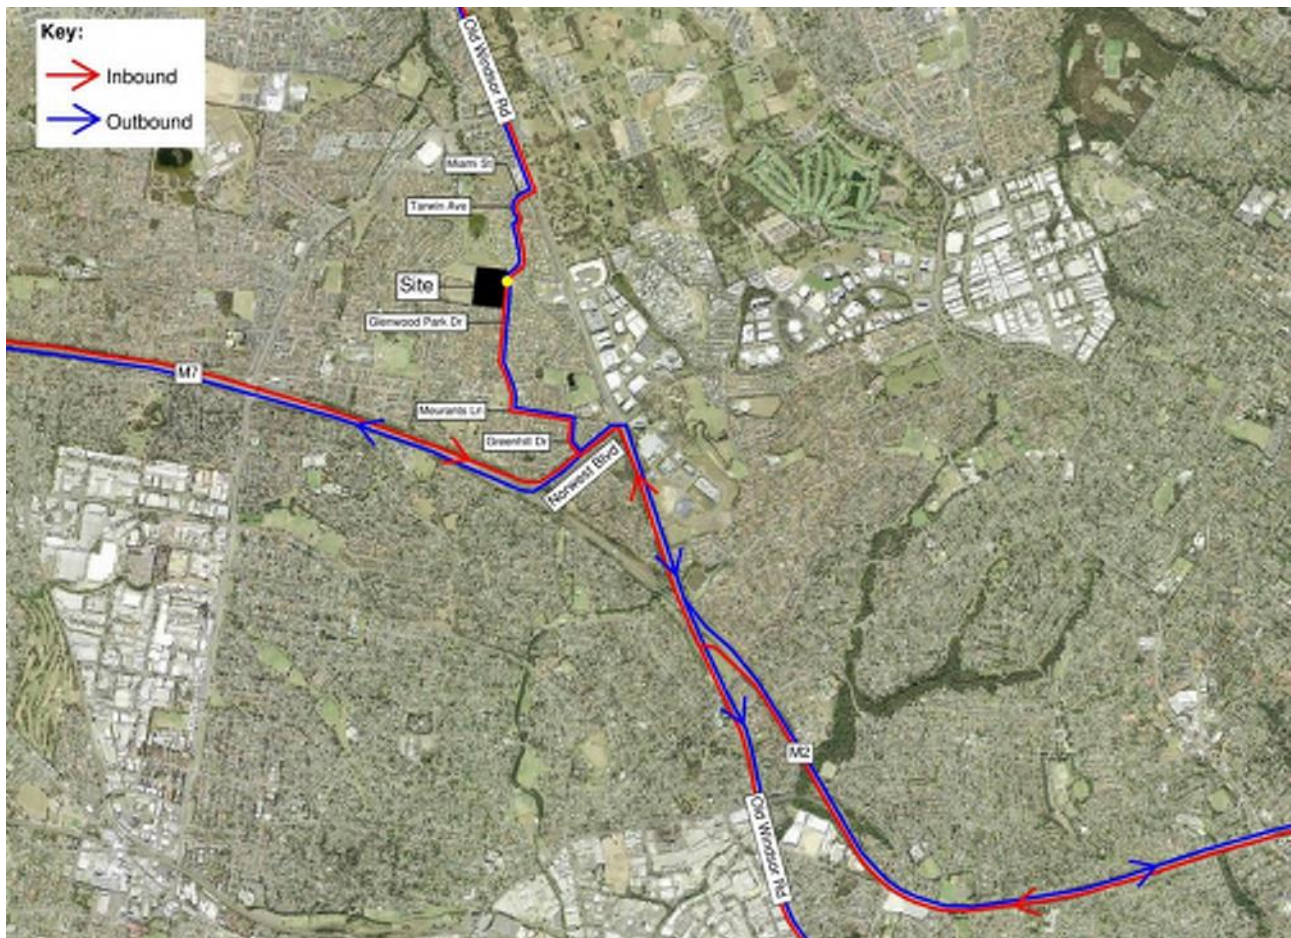 Key:
Inbound
Outbound
Old Windsor Rd
Miami St
Tarwin Ave
Site
Glenwood Park Dr
M7
Meurants Ln
Greenhill Dr
Norwest Blvd
M2
Old Windsor Rd